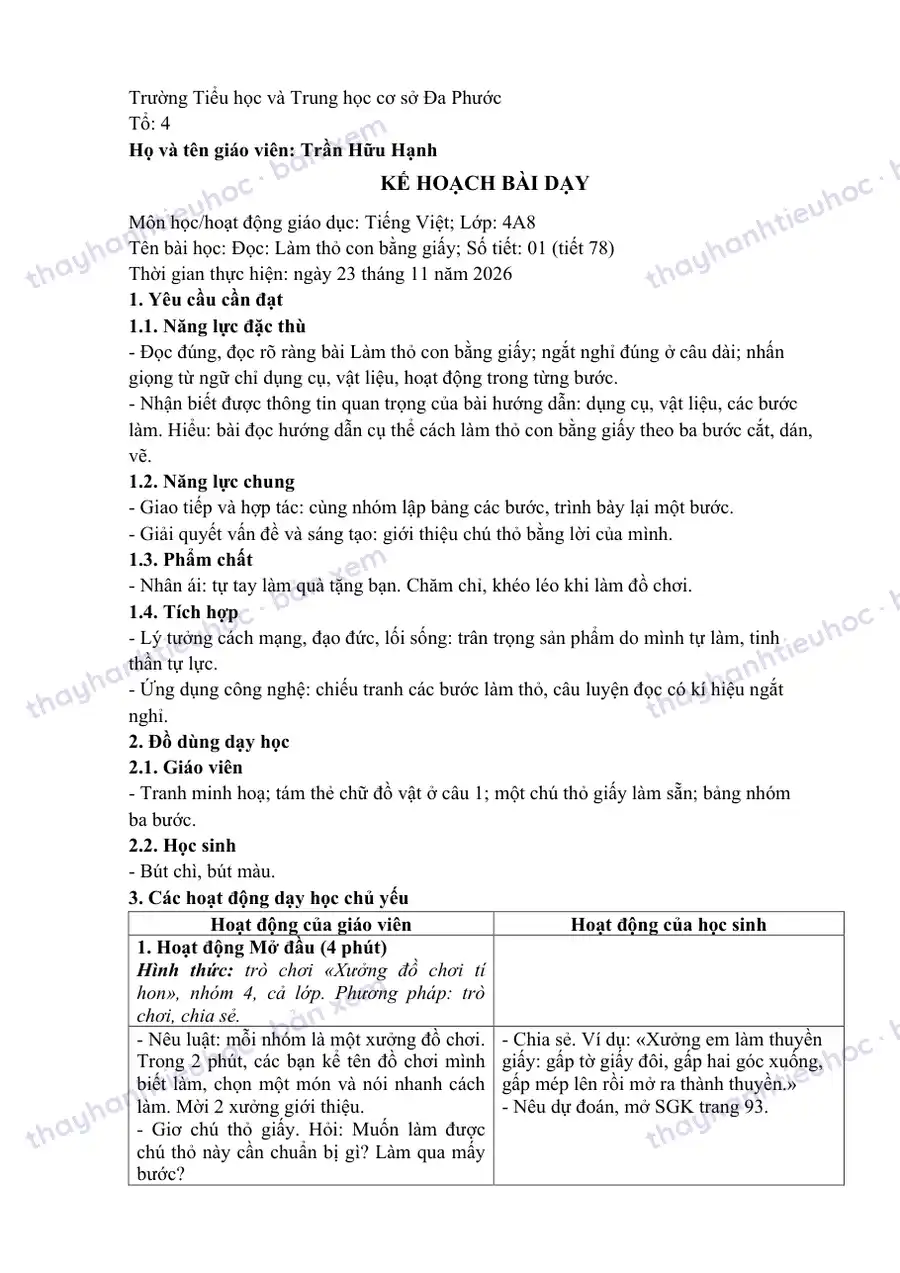 Trường Tiểu học và Trung học cơ sở Đa Phước
Tổ: 4
Họ và tên giáo viên: Trần Hữu Hạnh
KẾ HOẠCH BÀI DẠY
Môn học/hoạt động giáo dục: Tiếng Việt; Lớp: 4A8
Tên bài học: Đọc: Làm thỏ con bằng giấy; Số tiết: 01 (tiết 78)
Thời gian thực hiện: ngày 23 tháng 11 năm 2026
1. Yêu cầu cần đạt
1.1. Năng lực đặc thù
- Đọc đúng, đọc rõ ràng bài Làm thỏ con bằng giấy; ngắt nghỉ đúng ở câu dài; nhấn
giọng từ ngữ chỉ dụng cụ, vật liệu, hoạt động trong từng bước.
- Nhận biết được thông tin quan trọng của bài hướng dẫn: dụng cụ, vật liệu, các bước
làm. Hiểu: bài đọc hướng dẫn cụ thể cách làm thỏ con bằng giấy theo ba bước cắt, dán,
vẽ.
1.2. Năng lực chung
- Giao tiếp và hợp tác: cùng nhóm lập bảng các bước, trình bày lại một bước.
- Giải quyết vấn đề và sáng tạo: giới thiệu chú thỏ bằng lời của mình.
1.3. Phẩm chất
- Nhân ái: tự tay làm quà tặng bạn. Chăm chỉ, khéo léo khi làm đồ chơi.
1.4. Tích hợp
- Lý tưởng cách mạng, đạo đức, lối sống: trân trọng sản phẩm do mình tự làm, tinh
thần tự lực.
- Ứng dụng công nghệ: chiếu tranh các bước làm thỏ, câu luyện đọc có kí hiệu ngắt
nghỉ.
2. Đồ dùng dạy học
2.1. Giáo viên
- Tranh minh hoạ; tám thẻ chữ đồ vật ở câu 1; một chú thỏ giấy làm sẵn; bảng nhóm
ba bước.
2.2. Học sinh
- Bút chì, bút màu.
3. Các hoạt động dạy học chủ yếu
Hoạt động của giáo viên
Hoạt động của học sinh
1. Hoạt động Mở đầu (4 phút)
Hình thức: trò chơi «Xưởng đồ chơi tí
hon», nhóm 4, cả lớp. Phương pháp: trò
chơi, chia sẻ.
- Nêu luật: mỗi nhóm là một xưởng đồ chơi.
Trong 2 phút, các bạn kể tên đồ chơi mình
biết làm, chọn một món và nói nhanh cách
làm. Mời 2 xưởng giới thiệu.
- Giơ chú thỏ giấy. Hỏi: Muốn làm được
chú thỏ này cần chuẩn bị gì? Làm qua mấy
bước?
- Chia sẻ. Ví dụ: «Xưởng em làm thuyền
giấy: gấp tờ giấy đôi, gấp hai góc xuống,
gấp mép lên rồi mở ra thành thuyền.»
- Nêu dự đoán, mở SGK trang 93.
thayhanhtieuhoc · bản xem
thayhanhtieuhoc · b
thayhanhtieuhoc · bản xem
thayhanhtieuhoc · b
thayhanhtieuhoc · bản xem
thayhanhtieuhoc · b